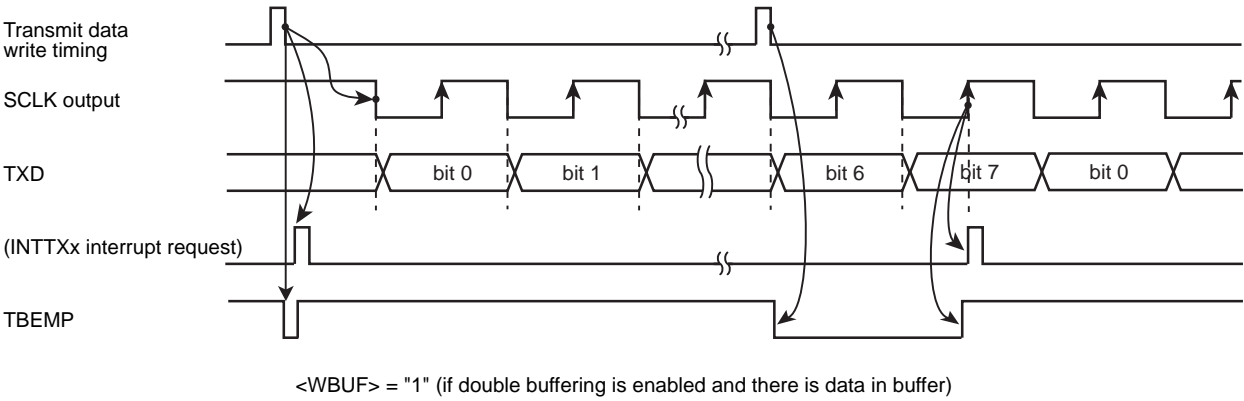 Transmit data
write timing
SCLK output
TXD
bit 0
bit 1
bit 6
bit 7
bit 0
(INTTXx interrupt request)
TBEMP
<WBUF> = "1" (if double buffering is enabled and there is data in buffer)